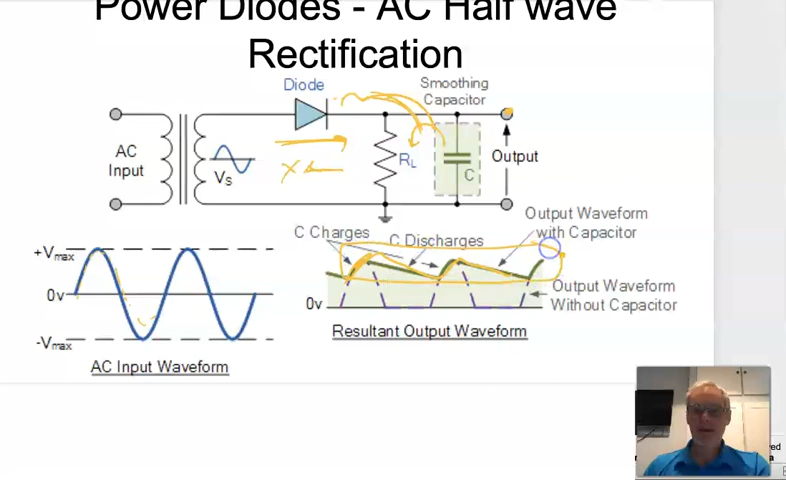 Power Diodes - AC Half wave
Rectification
Diode
Smoothing
Capacitor
AC
Input
Vs
RL
C
Output
+Vmax
0v
-Vmax
AC Input Waveform
C Charges
C Discharges
Output Waveform
with Capacitor
0v
Output Waveform
Without Capacitor
Resultant Output Waveform